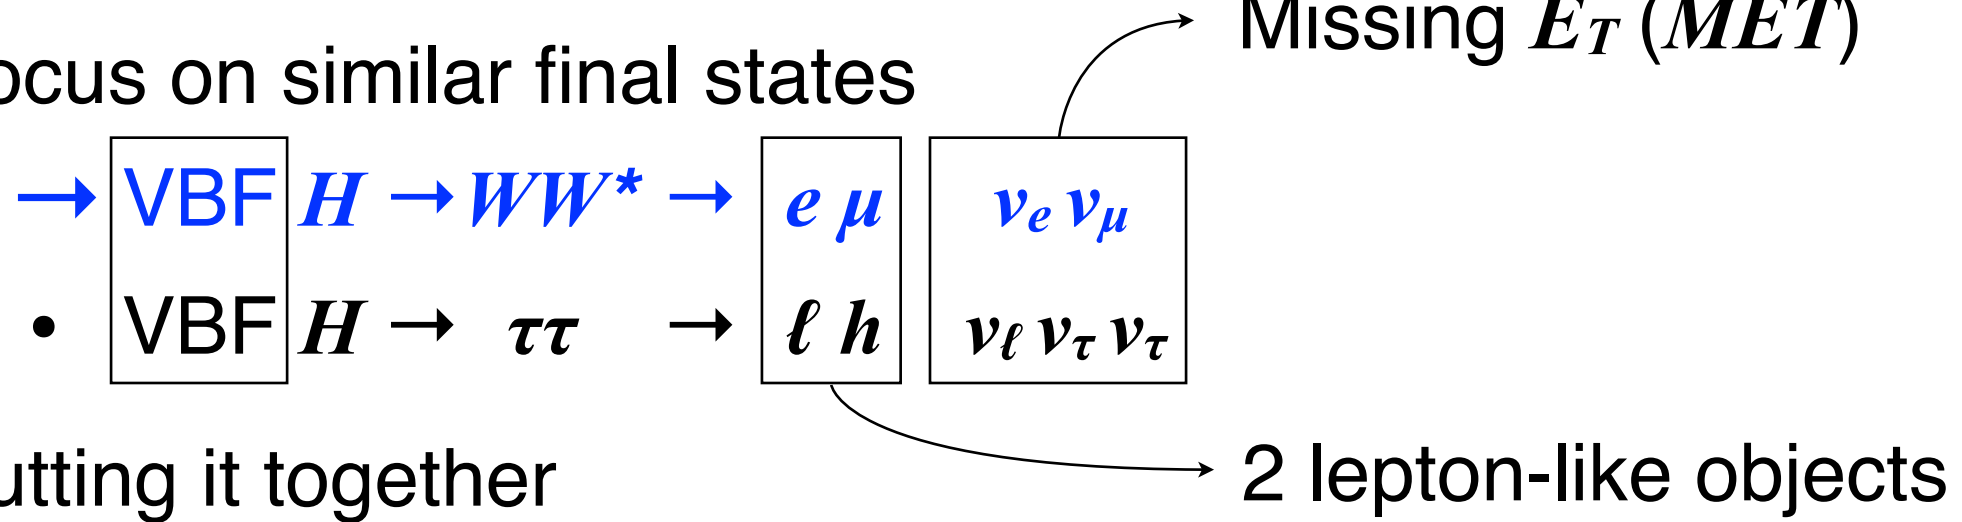 Missing E_T (MET)
ocus on similar final states
→ VBF H → WW* → e μ ν_e ν_μ
• VBF H → ττ → ℓ h ν_ℓ ν_τ ν_τ
utting it together
2 lepton-like objects